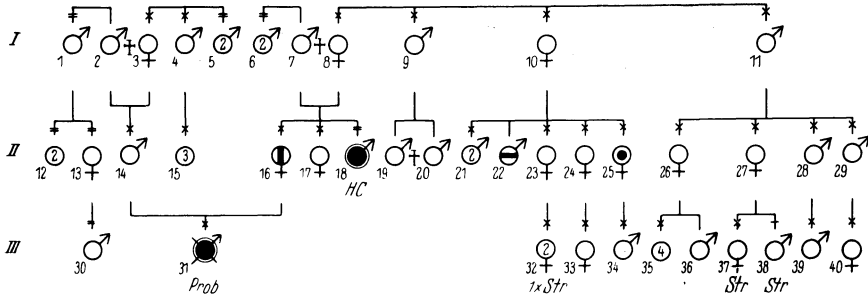 I 2 2
1 2 3 4 5 6 7 8 9 10 11
II 2 3 2
12 13 14 15 16 17 18 19 20 21 22 23 24 25 26 27 28 29
HC
III 2 4
30 31 32 33 34 35 36 37 38 39 40
Prob 1x Str Str Str